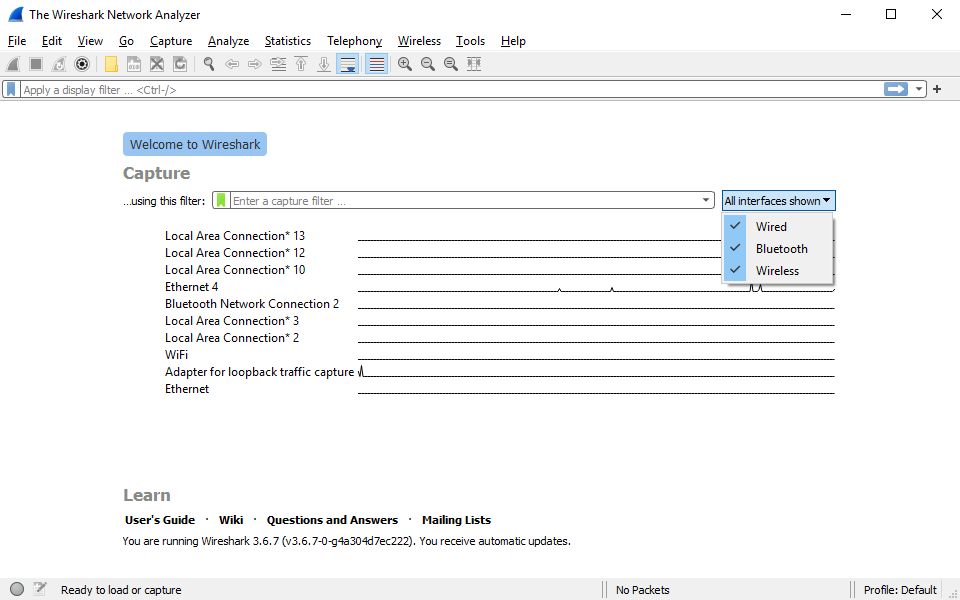 The Wireshark Network Analyzer
File Edit View Go Capture Analyze Statistics Telephony Wireless Tools Help
Apply a display filter ... <Ctrl-/>
Welcome to Wireshark
Capture
...using this filter: Enter a capture filter ... All interfaces shown
Wired
Bluetooth
Wireless
Local Area Connection* 13
Local Area Connection* 12
Local Area Connection* 10
Ethernet 4
Bluetooth Network Connection 2
Local Area Connection* 3
Local Area Connection* 2
WiFi
Adapter for loopback traffic capture
Ethernet
Learn
User's Guide · Wiki · Questions and Answers · Mailing Lists
You are running Wireshark 3.6.7 (v3.6.7-0-g4a304d7ec222). You receive automatic updates.
Ready to load or capture No Packets Profile: Default